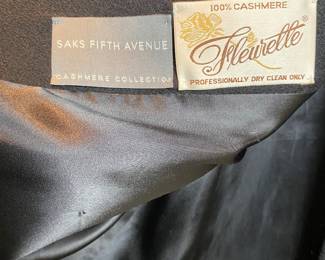 SAKS FIFTH AVENUE
CASHMERE COLLECTION
100% CASHMERE
Fleurette
PROFESSIONALLY DRY CLEAN ONLY